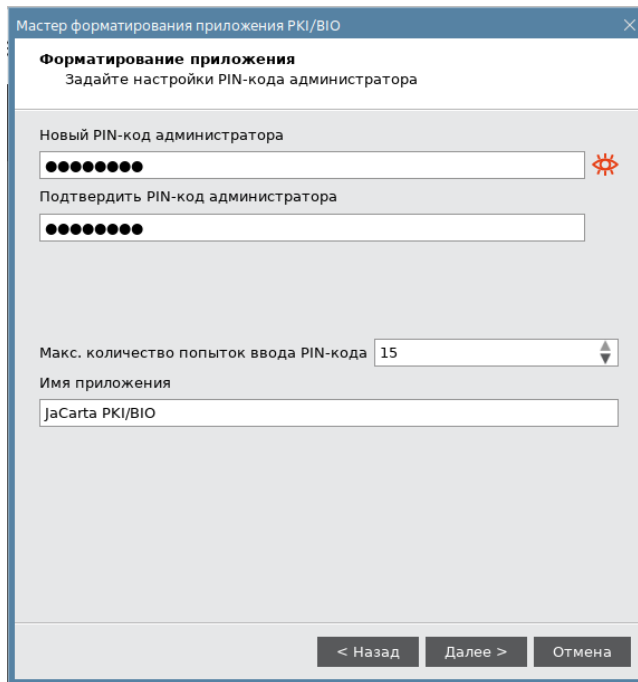 Мастер форматирования приложения PKI/BIO
Форматирование приложения
Задайте настройки PIN-кода администратора
Новый PIN-код администратора
●●●●●●●●
Подтвердить PIN-код администратора
●●●●●●●●
Макс. количество попыток ввода PIN-кода 15
Имя приложения
JaCarta PKI/BIO
< Назад Далее > Отмена